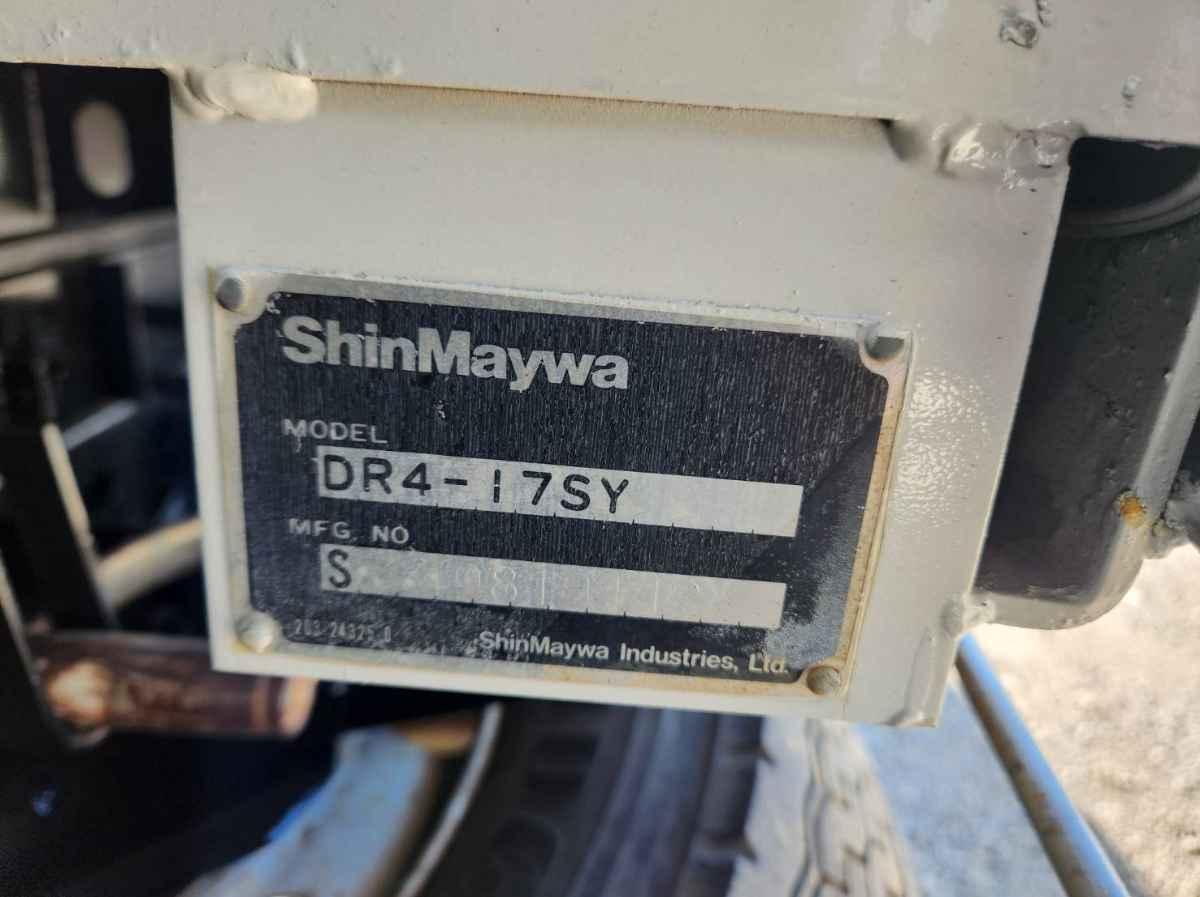 ShinMaywa
MODEL
DR4-17SY
MFG. NO
S
ShinMaywa Industries, Ltd.